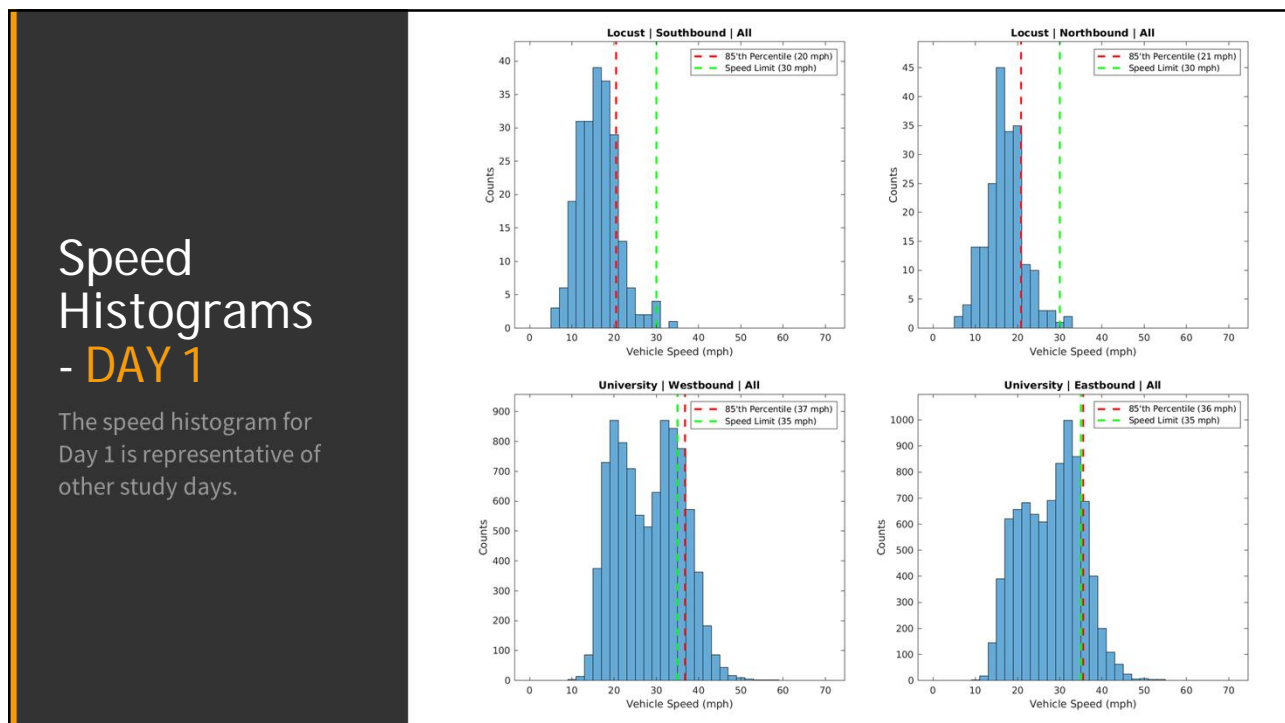 Speed
Histograms
- DAY 1
The speed histogram for
Day 1 is representative of
other study days.
Locust | Southbound | All
85'th Percentile (20 mph)
Speed Limit (30 mph)
Counts
40
35
30
25
20
15
10
5
0
0 10 20 30 40 50 60 70
Vehicle Speed (mph)
Locust | Northbound | All
85'th Percentile (21 mph)
Speed Limit (30 mph)
Counts
45
40
35
30
25
20
15
10
5
0
0 10 20 30 40 50 60 70
Vehicle Speed (mph)
University | Westbound | All
85'th Percentile (37 mph)
Speed Limit (35 mph)
Counts
900
800
700
600
500
400
300
200
100
0
0 10 20 30 40 50 60 70
Vehicle Speed (mph)
University | Eastbound | All
85'th Percentile (36 mph)
Speed Limit (35 mph)
Counts
1000
900
800
700
600
500
400
300
200
100
0
0 10 20 30 40 50 60 70
Vehicle Speed (mph)